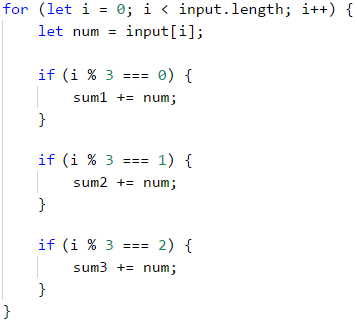 for (let i = 0; i < input.length; i++) {
    let num = input[i];

    if (i % 3 === 0) {
        sum1 += num;
    }

    if (i % 3 === 1) {
        sum2 += num;
    }

    if (i % 3 === 2) {
        sum3 += num;
    }
}